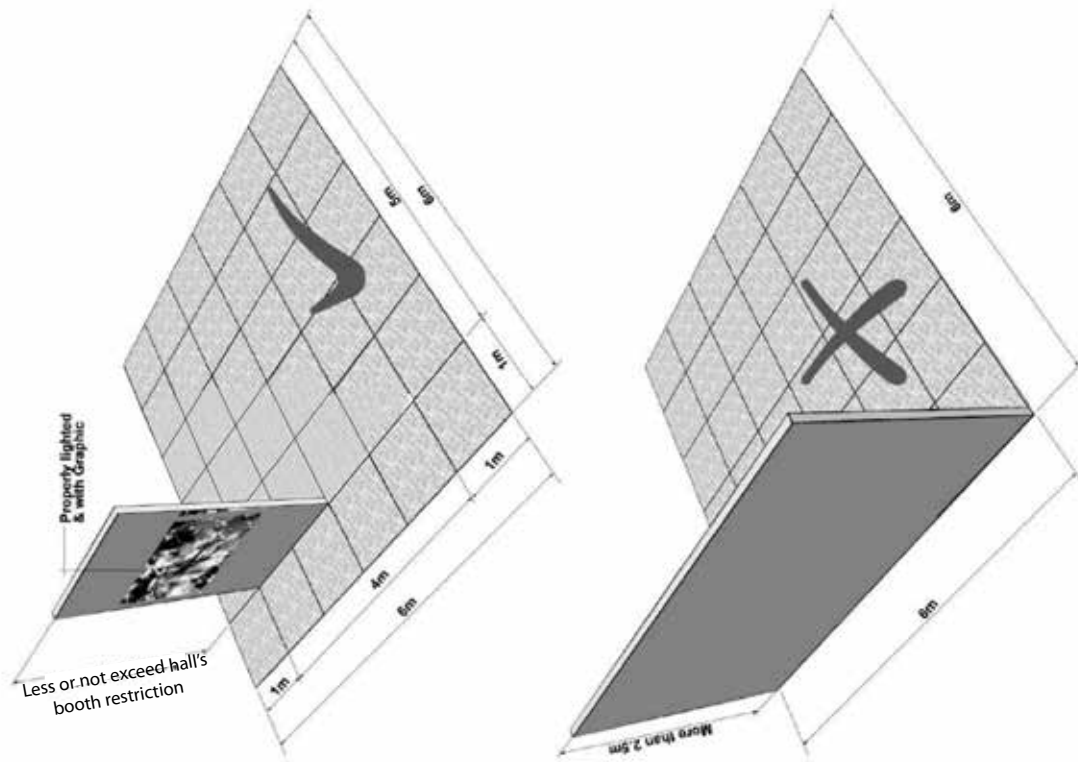 Properly lighted
& with Graphic
5m
6m
1m
1m
4m
6m
1m
Less or not exceed hall's
booth restriction
6m
6m
More than 2.5m